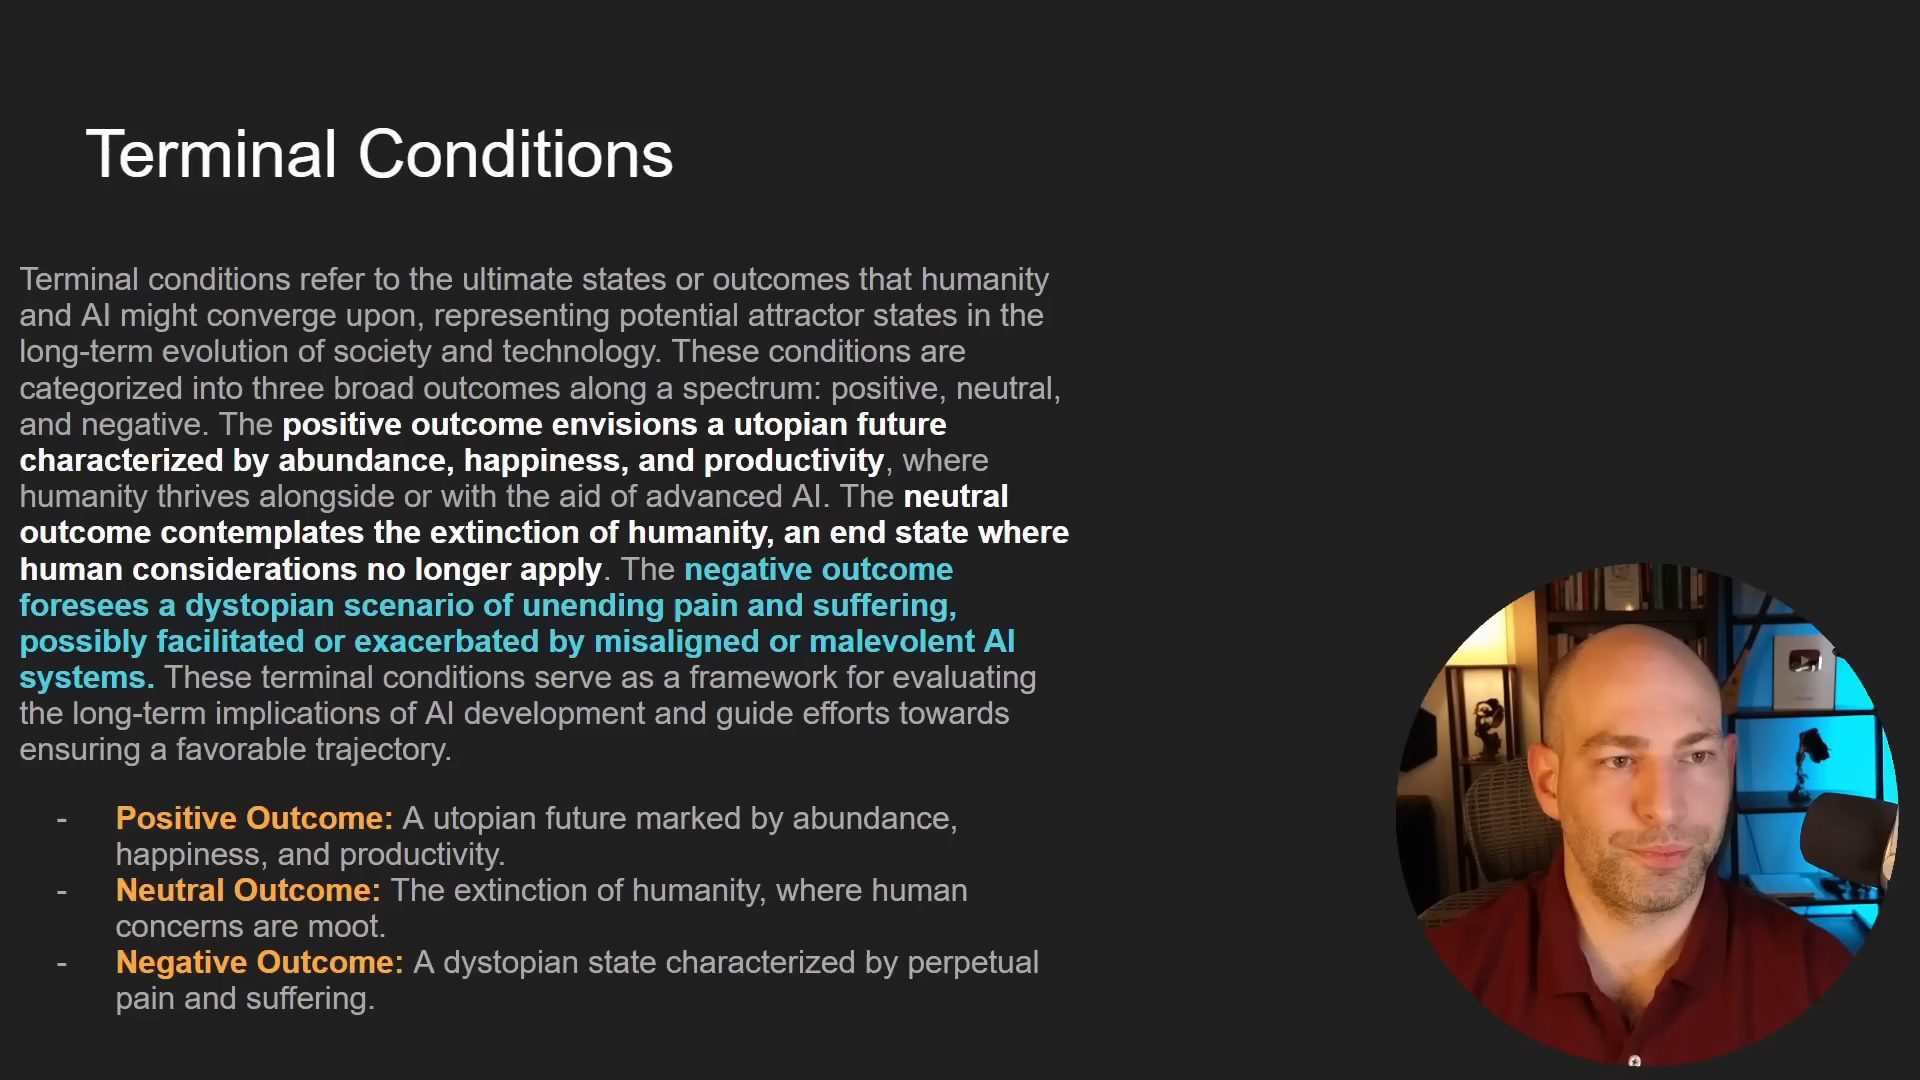 Terminal Conditions
Terminal conditions refer to the ultimate states or outcomes that humanity
and AI might converge upon, representing potential attractor states in the
long-term evolution of society and technology. These conditions are
categorized into three broad outcomes along a spectrum: positive, neutral,
and negative. The positive outcome envisions a utopian future
characterized by abundance, happiness, and productivity, where
humanity thrives alongside or with the aid of advanced AI. The neutral
outcome contemplates the extinction of humanity, an end state where
human considerations no longer apply. The negative outcome
foresees a dystopian scenario of unending pain and suffering,
possibly facilitated or exacerbated by misaligned or malevolent AI
systems. These terminal conditions serve as a framework for evaluating
the long-term implications of AI development and guide efforts towards
ensuring a favorable trajectory.
- Positive Outcome: A utopian future marked by abundance,
happiness, and productivity.
- Neutral Outcome: The extinction of humanity, where human
concerns are moot.
- Negative Outcome: A dystopian state characterized by perpetual
pain and suffering.